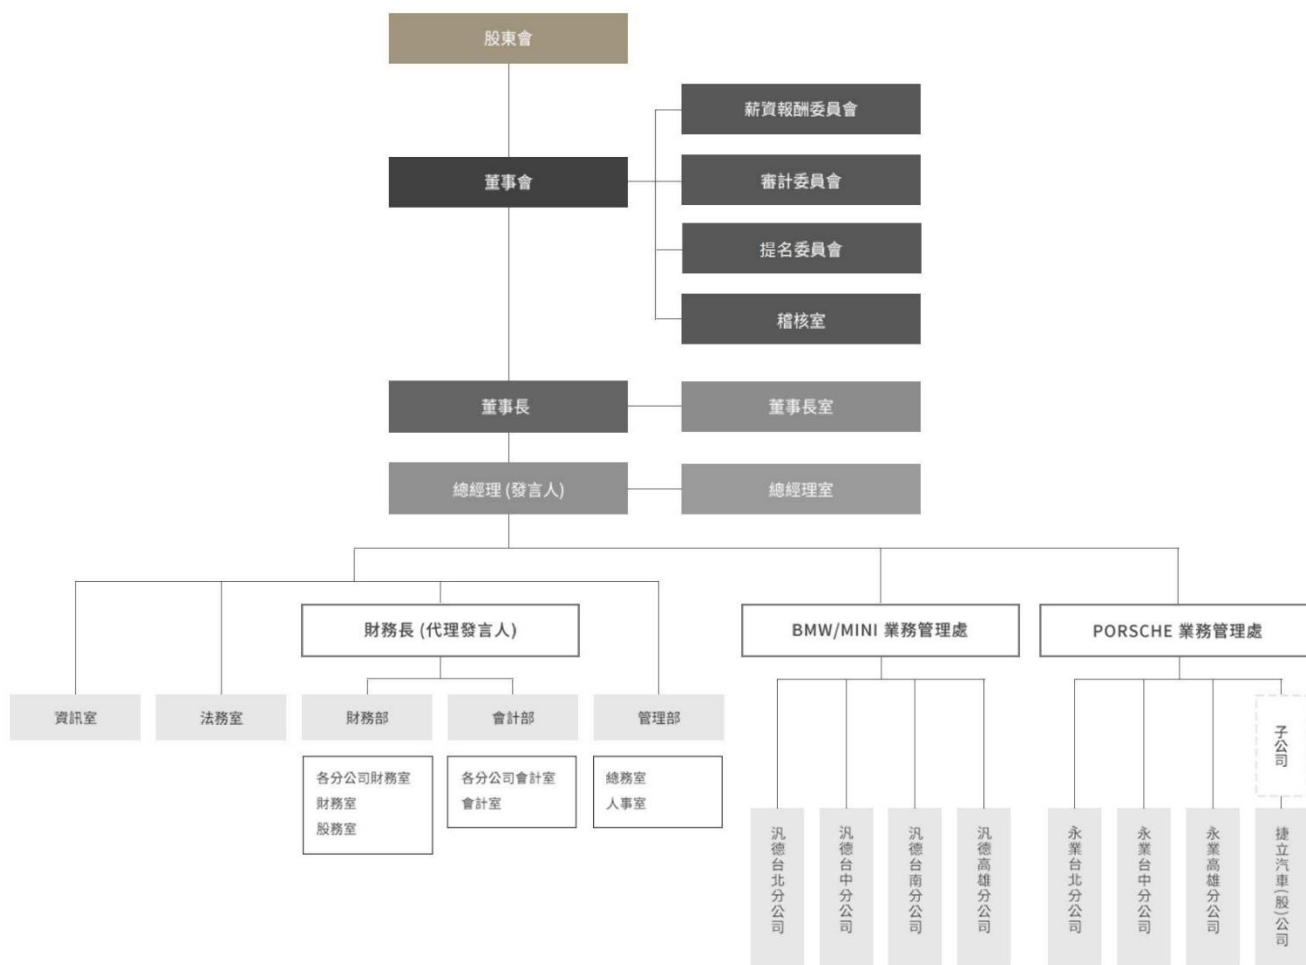 股東會
薪資報酬委員會
董事會
審計委員會
提名委員會
稽核室
董事長
董事長室
總經理 (發言人)
總經理室
財務長 (代理發言人)
BMW/MINI 業務管理處
PORSCHE 業務管理處
資訊室
法務室
財務部
會計部
管理部
子公司
各分公司財務室
財務室
股務室
各分公司會計室
會計室
總務室
人事室
汎德台北分公司
汎德台中分公司
汎德台南分公司
汎德高雄分公司
永業台北分公司
永業台中分公司
永業高雄分公司
捷立汽車(股)公司